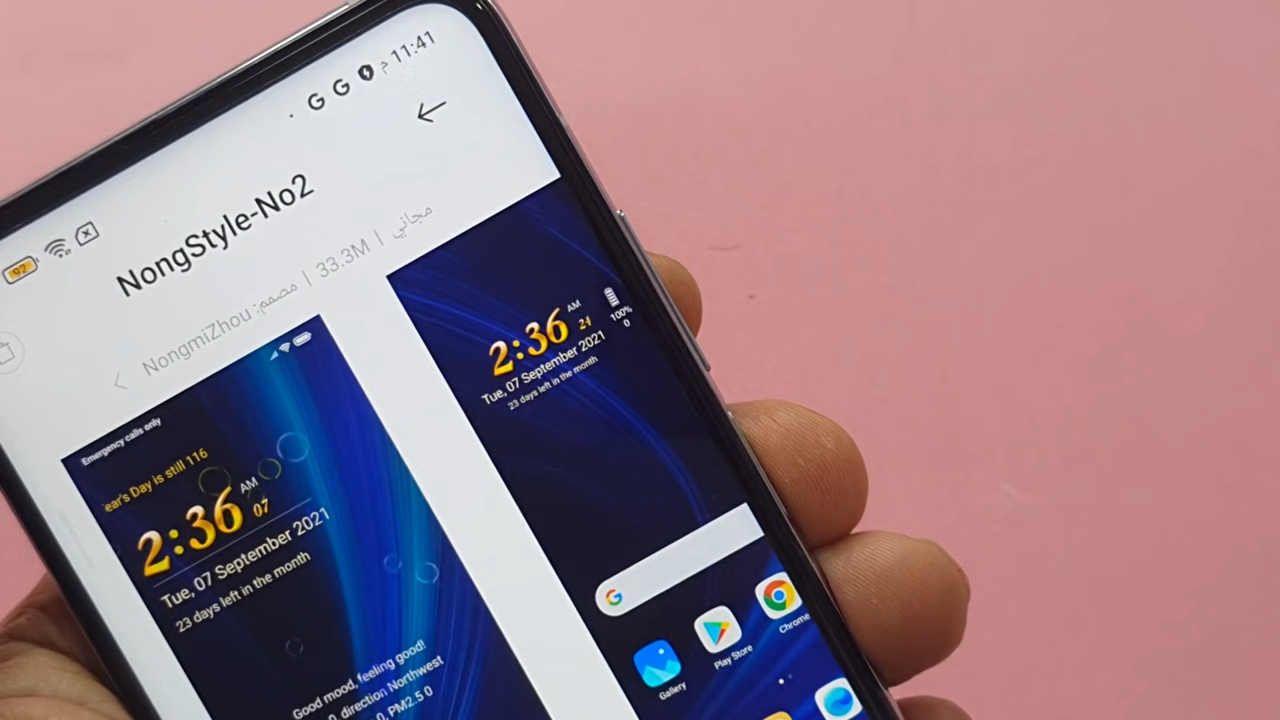 م 11:41
92
NongStyle-No2
مجاني | 33.3M | مصمم: NongmiZhou
Emergency calls only
ear's Day is still 116
2:36 AM 07
Tue, 07 September 2021
23 days left in the month
Good mood, feeling good!
0, direction Northwest
0, PM2.5 0
2:36 AM 24
100%
0
Tue, 07 September 2021
23 days left in the month
Gallery
Play Store
Chrome